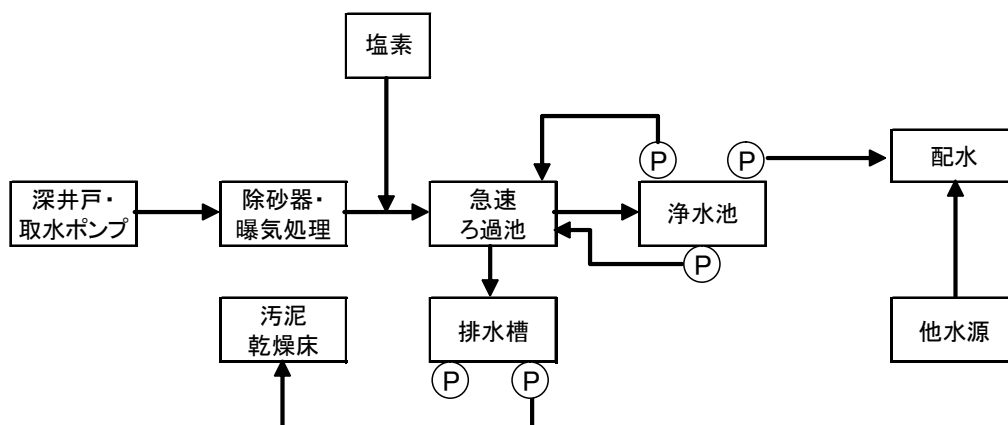 塩素
P
P
配水
深井戸・
取水ポンプ
除砂器・
曝気処理
急速
ろ過池
浄水池
P
汚泥
乾燥床
排水槽
他水源
P
P